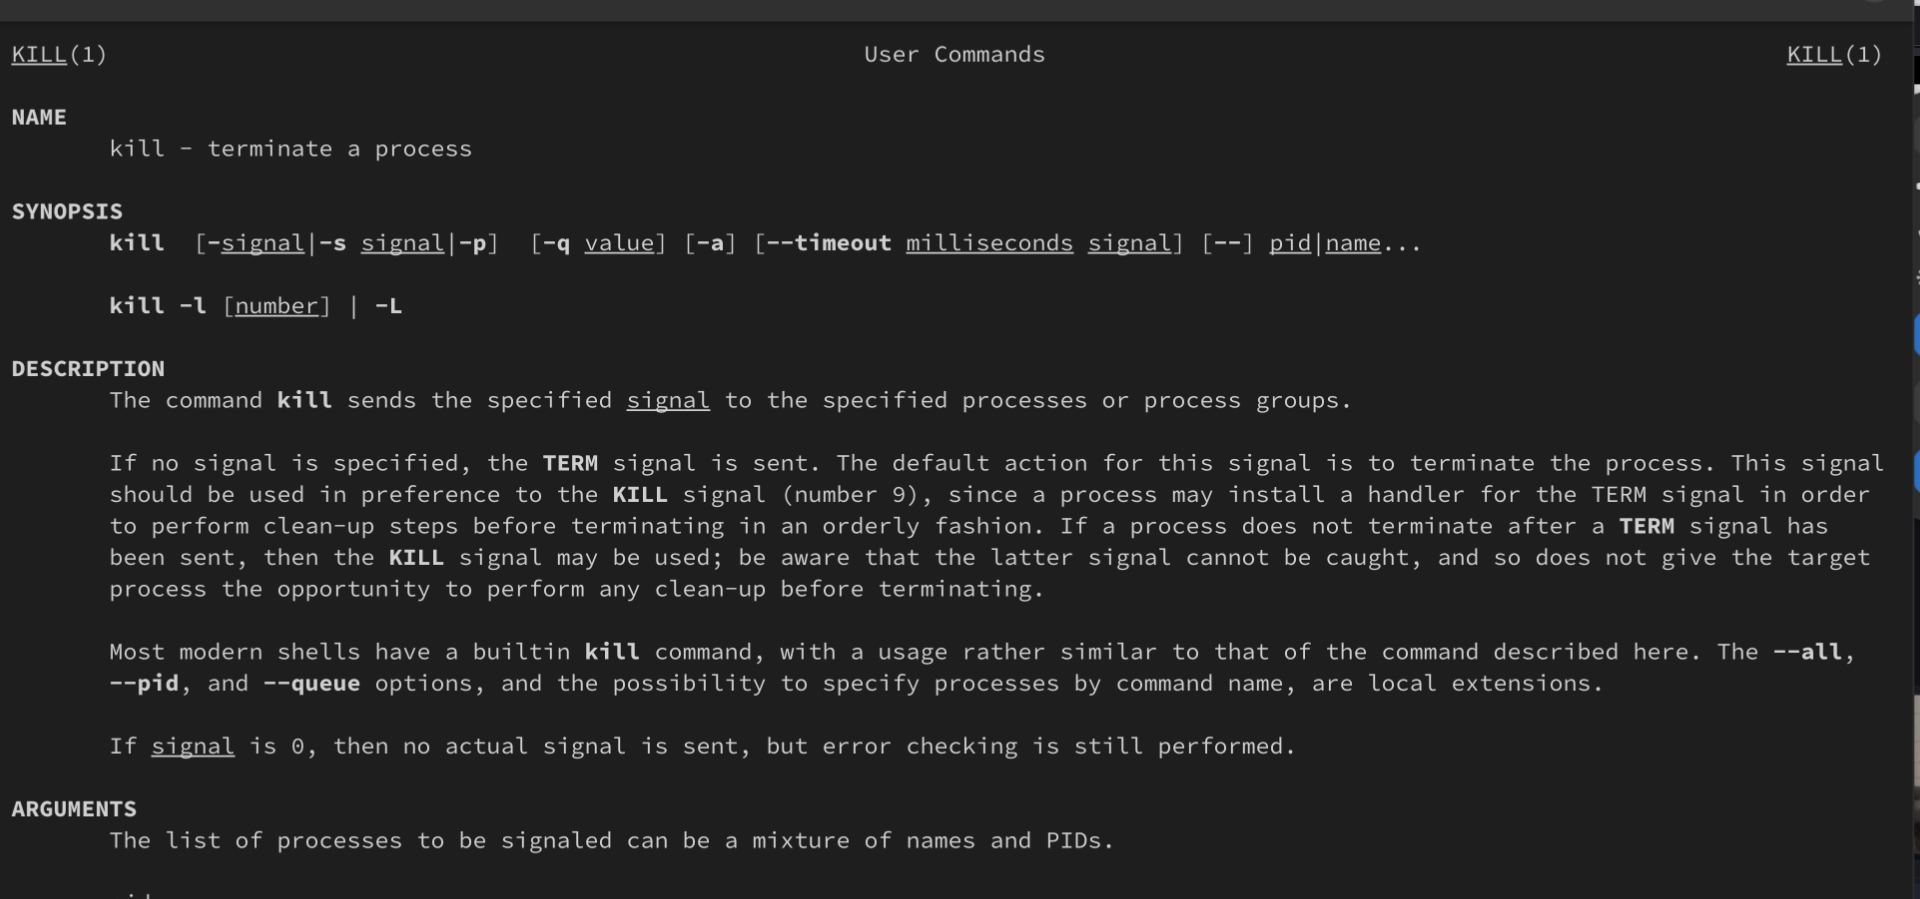 KILL(1) User Commands KILL(1)
NAME
kill - terminate a process
SYNOPSIS
kill [-signal|-s signal|-p] [-q value] [-a] [--timeout milliseconds signal] [--] pid|name...
kill -l [number] | -L
DESCRIPTION
The command kill sends the specified signal to the specified processes or process groups.
If no signal is specified, the TERM signal is sent. The default action for this signal is to terminate the process. This signal
should be used in preference to the KILL signal (number 9), since a process may install a handler for the TERM signal in order
to perform clean-up steps before terminating in an orderly fashion. If a process does not terminate after a TERM signal has
been sent, then the KILL signal may be used; be aware that the latter signal cannot be caught, and so does not give the target
process the opportunity to perform any clean-up before terminating.
Most modern shells have a builtin kill command, with a usage rather similar to that of the command described here. The --all,
--pid, and --queue options, and the possibility to specify processes by command name, are local extensions.
If signal is 0, then no actual signal is sent, but error checking is still performed.
ARGUMENTS
The list of processes to be signaled can be a mixture of names and PIDs.